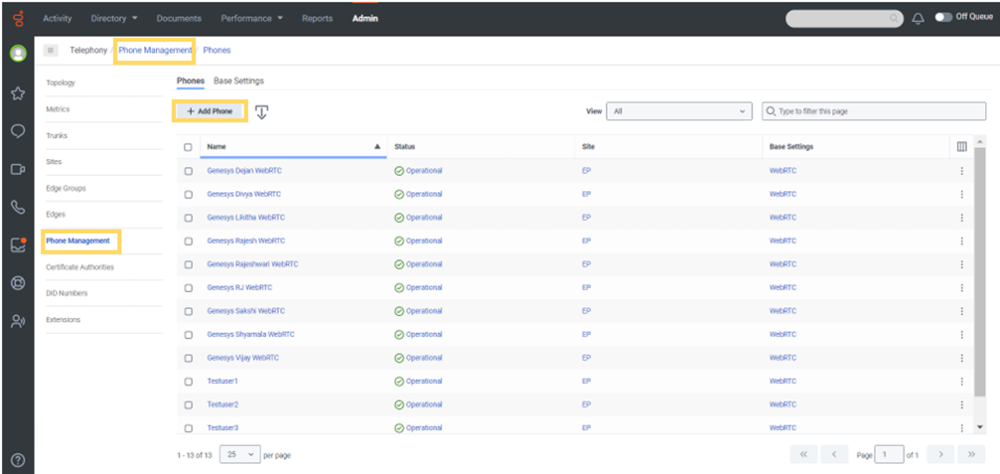 Activity Directory Documents Performance Reports Admin Off Queue
Telephony / Phone Management / Phones
Topology
Metrics
Trunks
Sites
Edge Groups
Edges
Phone Management
Certificate Authorities
DID Numbers
Extensions
Phones Base Settings
+ Add Phone View All Type to filter this page
Name Status Site Base Settings
Genesys Dejan WebRTC Operational EP WebRTC
Genesys Divya WebRTC Operational EP WebRTC
Genesys Likitha WebRTC Operational EP WebRTC
Genesys Rajesh WebRTC Operational EP WebRTC
Genesys Rajeshwari WebRTC Operational EP WebRTC
Genesys RJ WebRTC Operational EP WebRTC
Genesys Sakshi WebRTC Operational EP WebRTC
Genesys Shyamala WebRTC Operational EP WebRTC
Genesys Vijay WebRTC Operational EP WebRTC
Testuser1 Operational EP WebRTC
Testuser2 Operational EP WebRTC
Testuser3 Operational EP WebRTC
1 - 13 of 13 25 per page Page 1 of 1